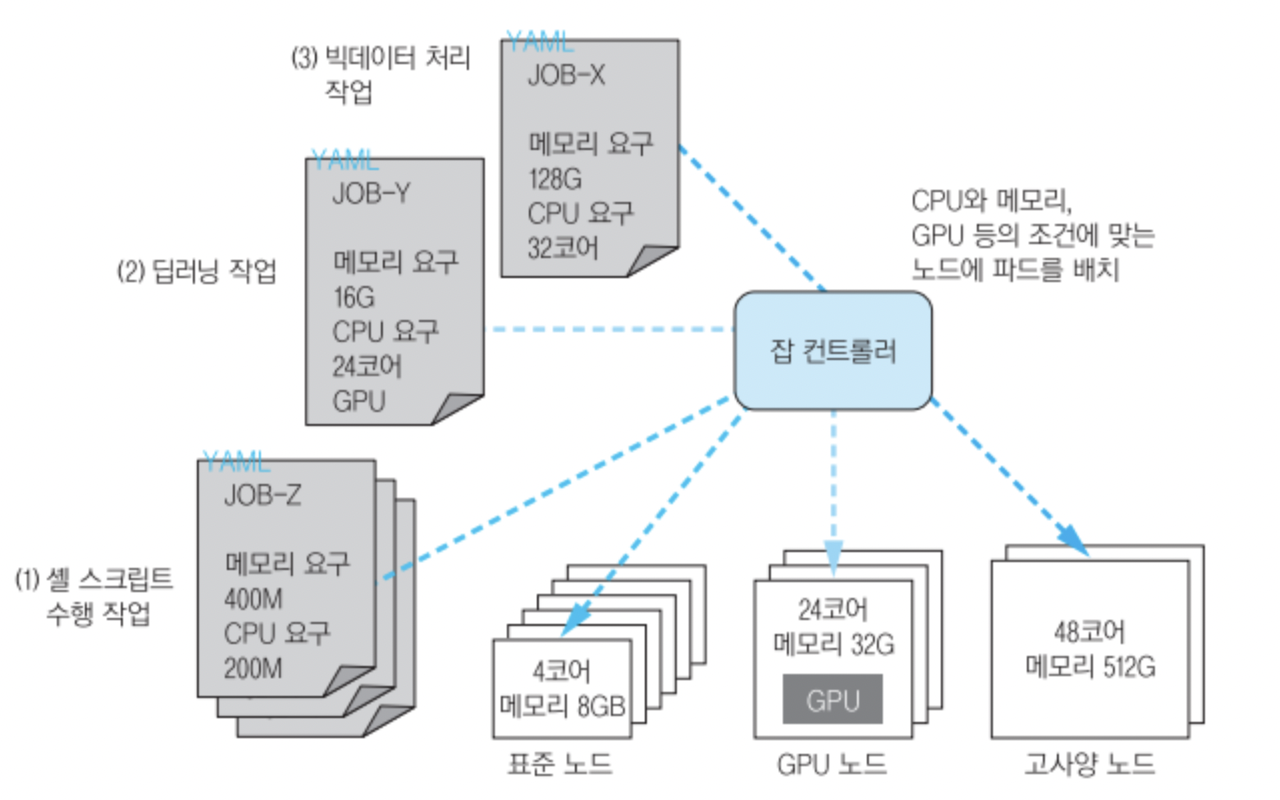 (3) 빅데이터 처리
작업
YAML
JOB-X
메모리 요구
128G
CPU 요구
32코어
(2) 딥러닝 작업
YAML
JOB-Y
메모리 요구
16G
CPU 요구
24코어
GPU
CPU와 메모리,
GPU 등의 조건에 맞는
노드에 파드를 배치
잡 컨트롤러
(1) 셸 스크립트
수행 작업
YAML
JOB-Z
메모리 요구
400M
CPU 요구
200M
4코어
메모리 8GB
표준 노드
24코어
메모리 32G
GPU
GPU 노드
48코어
메모리 512G
고사양 노드